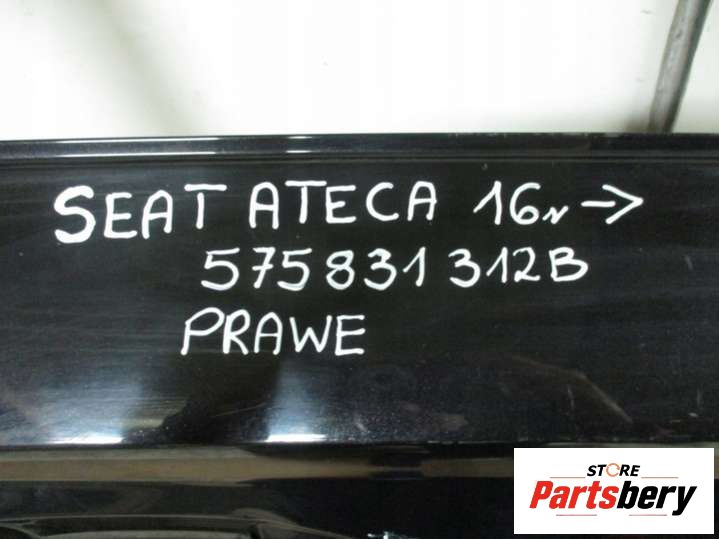 SEAT ATECA 16r->
575831312B
PRAWE
STORE
Partsbery